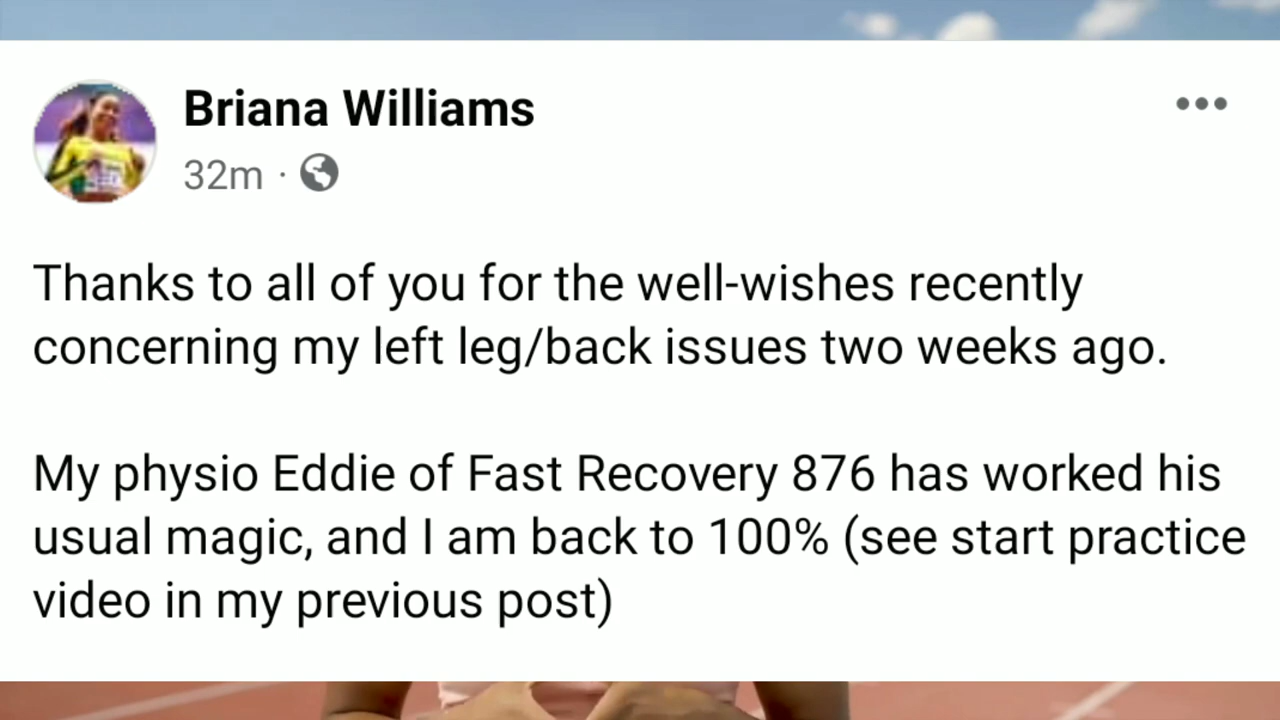 Briana Williams
32m ·
Thanks to all of you for the well-wishes recently
concerning my left leg/back issues two weeks ago.
My physio Eddie of Fast Recovery 876 has worked his
usual magic, and I am back to 100% (see start practice
video in my previous post)